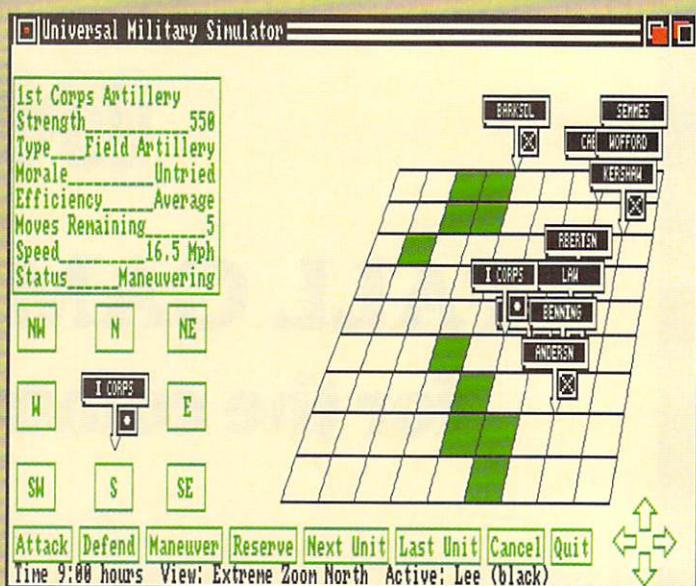 Universal Military Simulator
1st Corps Artillery
Strength__________550
Type___Field Artillery
Morale________Untried
Efficiency_____Average
Moves Remaining______5
Speed________16.5 Mph
Status_____Maneuvering
NW N NE
W I CORPS E
SW S SE
BARKSDL
SEMMES
CAB WOFFORD
KERSHAW
RBERTSN
I CORPS LAW
BENNING
ANDERSN
Attack Defend Maneuver Reserve Next Unit Last Unit Cancel Quit
Time 9:00 hours View: Extreme Zoom North Active: Lee (black)